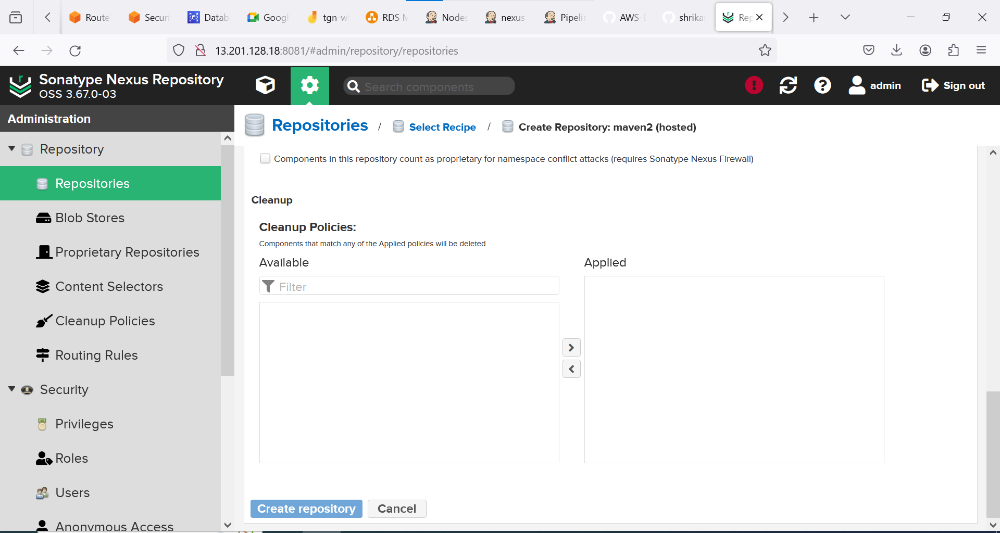 Route
Securi
Datab
Googl
tgn-wi
RDS M
Nodes
nexus
Pipelin
AWS-D
shrika
Rep
13.201.128.18:8081/#admin/repository/repositories
Sonatype Nexus Repository
OSS 3.67.0-03
Search components
admin
Sign out
Administration
Repositories / Select Recipe / Create Repository: maven2 (hosted)
Repository
Repositories
Blob Stores
Proprietary Repositories
Content Selectors
Cleanup Policies
Routing Rules
Security
Privileges
Roles
Users
Anonymous Access
Components in this repository count as proprietary for namespace conflict attacks (requires Sonatype Nexus Firewall)
Cleanup
Cleanup Policies:
Components that match any of the Applied policies will be deleted
Available
Applied
Filter
Create repository
Cancel